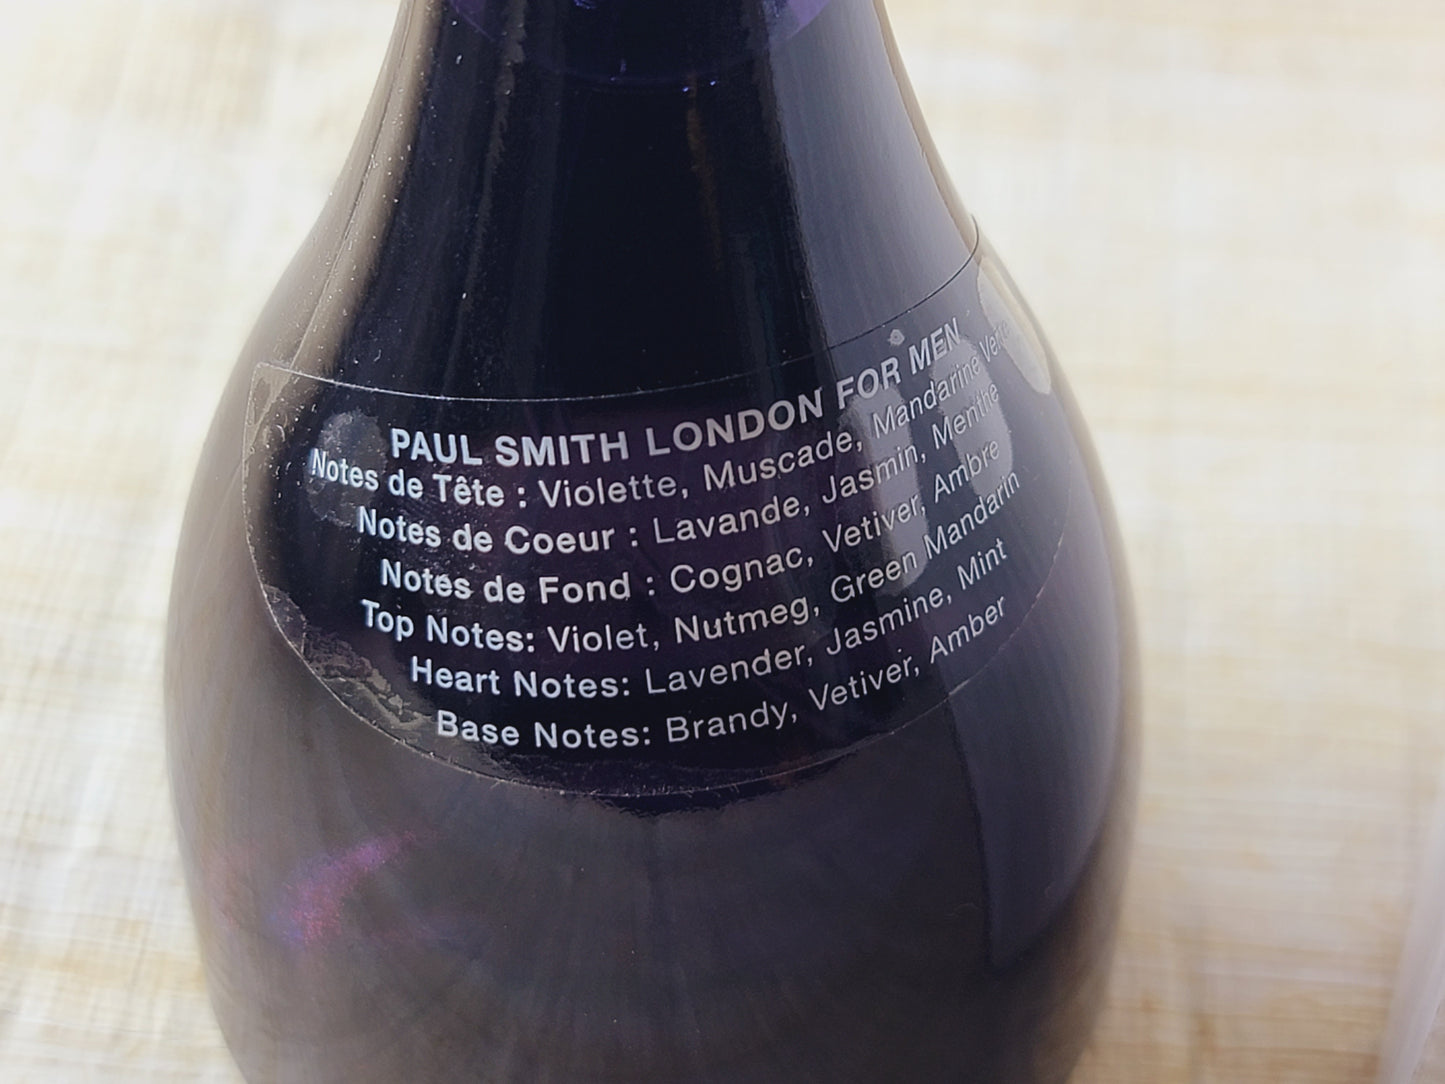 PAUL SMITH LONDON FOR MEN
Notes de Tête : Violette, Muscade, Mandarine Verte
Notes de Coeur : Lavande, Jasmin, Menthe
Notes de Fond : Cognac, Vetiver, Ambre
Top Notes: Violet, Nutmeg, Green Mandarin
Heart Notes: Lavender, Jasmine, Mint
Base Notes: Brandy, Vetiver, Amber